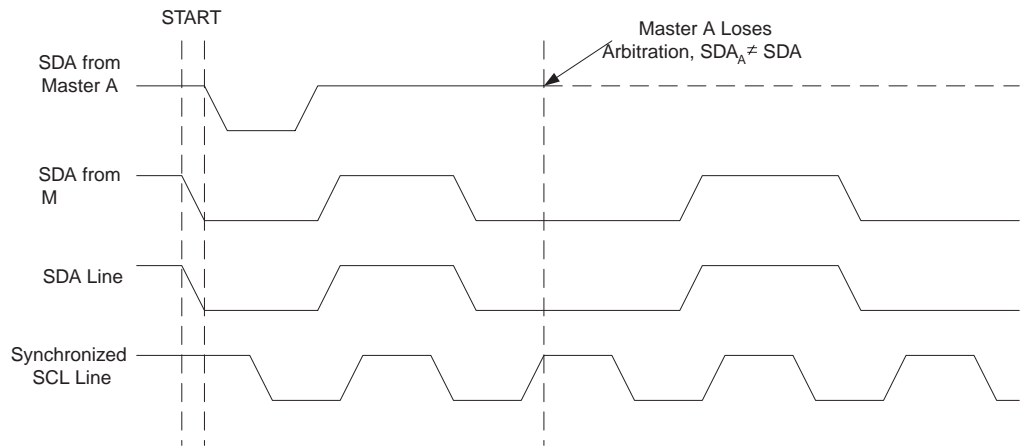 START
SDA from
Master A
Master A Loses
Arbitration, SDA_A ≠ SDA
SDA from
M
SDA Line
Synchronized
SCL Line